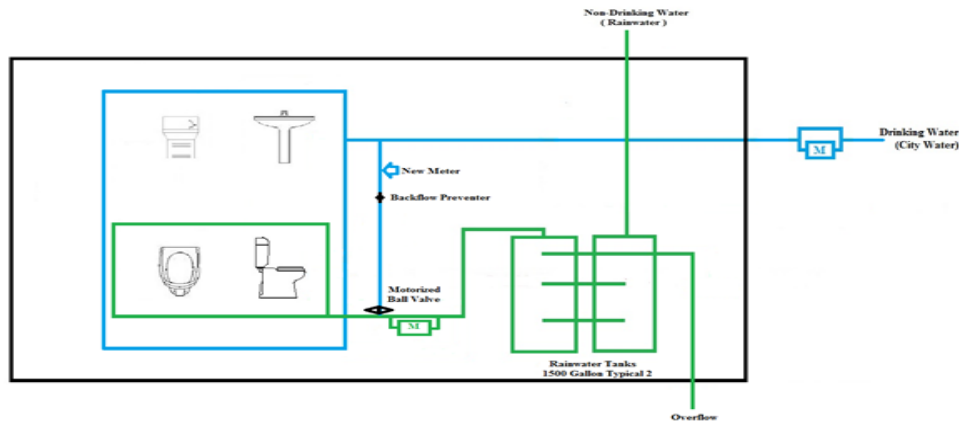 Non-Drinking Water
( Rainwater )
Drinking Water
(City Water)
M
New Meter
Backflow Preventer
Motorized
Ball Valve
M
Rainwater Tanks
1500 Gallon Typical 2
Overflow